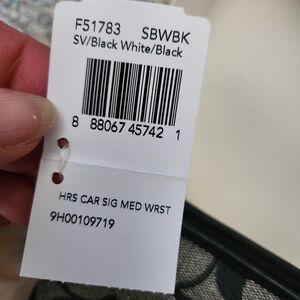 F51783 SBWBK
SV/Black White/Black
8 88067 45742 1
HRS CAR SIG MED WRST
9H00109719